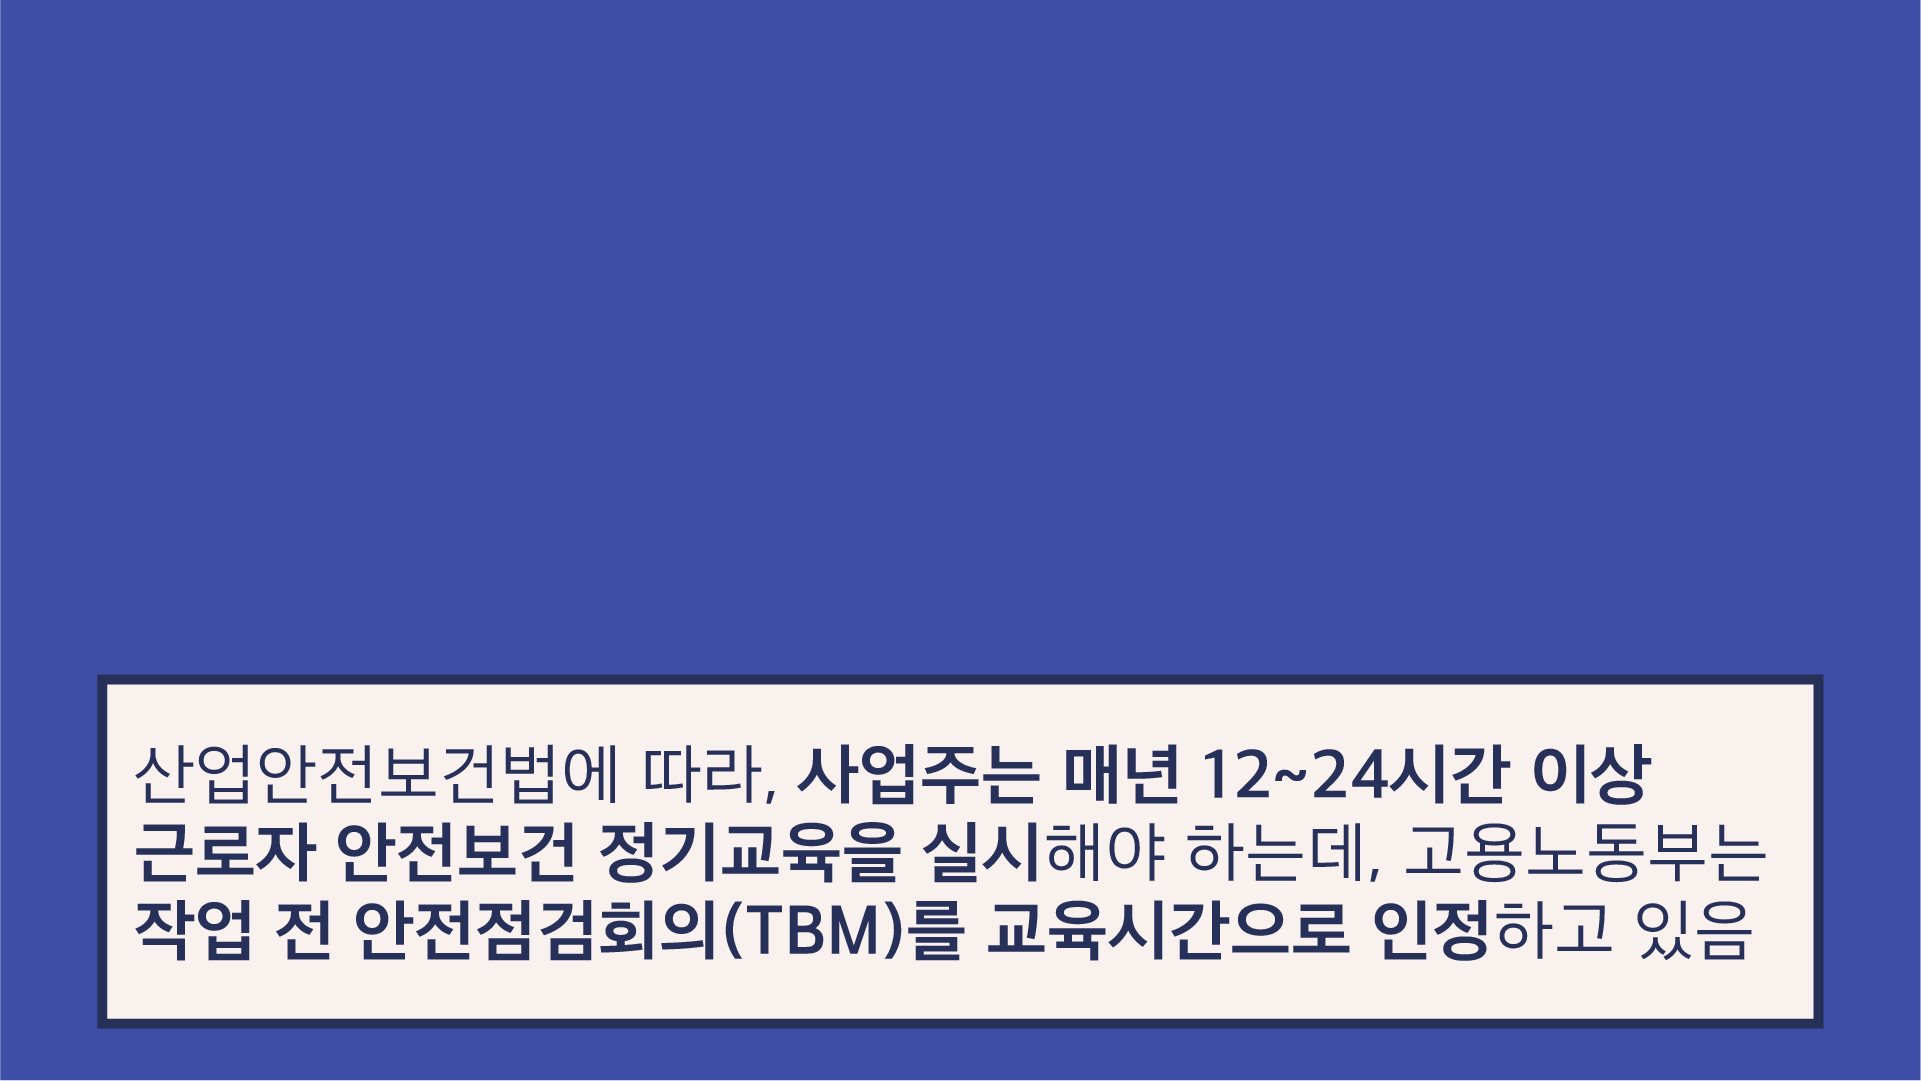 산업안전보건법에 따라, 사업주는 매년 12~24시간 이상
근로자 안전보건 정기교육을 실시해야 하는데, 고용노동부는
작업 전 안전점검회의(TBM)를 교육시간으로 인정하고 있음